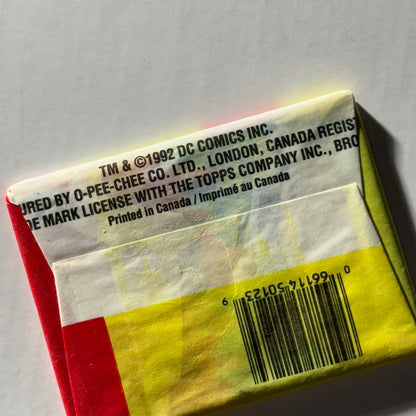 TM & ©1992 DC COMICS INC.
URED BY O-PEE-CHEE CO. LTD., LONDON, CANADA REGIST
DE MARK LICENSE WITH THE TOPPS COMPANY INC., BRO
Printed in Canada / Imprimé au Canada
0 66114 50123 9